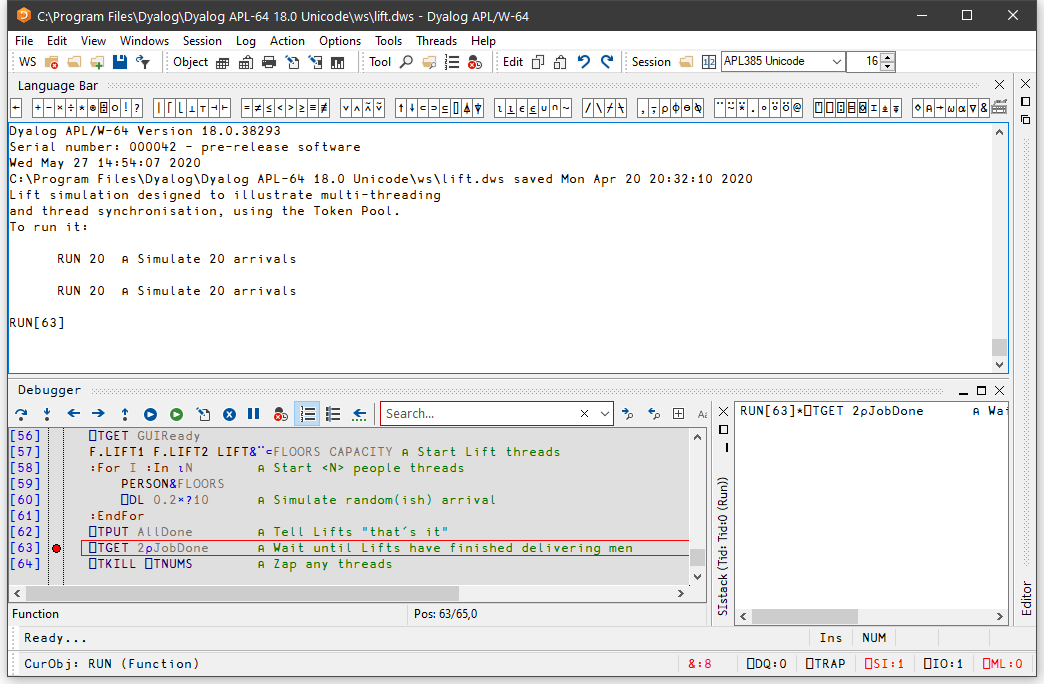 C:\Program Files\Dyalog\Dyalog APL-64 18.0 Unicode\ws\lift.dws - Dyalog APL/W-64
File Edit View Windows Session Log Action Options Tools Threads Help
WS Object Tool Edit Session APL385 Unicode 16
Language Bar
Dyalog APL/W-64 Version 18.0.38293
Serial number: 000042 - pre-release software
Wed May 27 14:54:07 2020
C:\Program Files\Dyalog\Dyalog APL-64 18.0 Unicode\ws\lift.dws saved Mon Apr 20 20:32:10 2020
Lift simulation designed to illustrate multi-threading
and thread synchronisation, using the Token Pool.
To run it:
RUN 20 ⍝ Simulate 20 arrivals
RUN 20 ⍝ Simulate 20 arrivals
RUN[63]
Debugger
Search...
[56] ⎕TGET GUIReady
[57] F.LIFT1 F.LIFT2 LIFT&¨⊂FLOORS CAPACITY ⍝ Start Lift threads
[58] :For I :In ⍳N ⍝ Start <N> people threads
[59] PERSON&FLOORS
[60] ⎕DL 0.2×?10 ⍝ Simulate random(ish) arrival
[61] :EndFor
[62] ⎕TPUT AllDone ⍝ Tell Lifts "that's it"
[63] ⎕TGET 2⍴JobDone ⍝ Wait until Lifts have finished delivering men
[64] ⎕TKILL ⎕TNUMS ⍝ Zap any threads
Function Pos: 63/65,0
SIstack (Tid: Tid:0 (Run))
RUN[63]*⎕TGET 2⍴JobDone ⍝ Wai
Editor
Ready... Ins NUM
CurObj: RUN (Function) &:8 ⎕DQ:0 ⎕TRAP ⎕SI:1 ⎕IO:1 ⎕ML:0